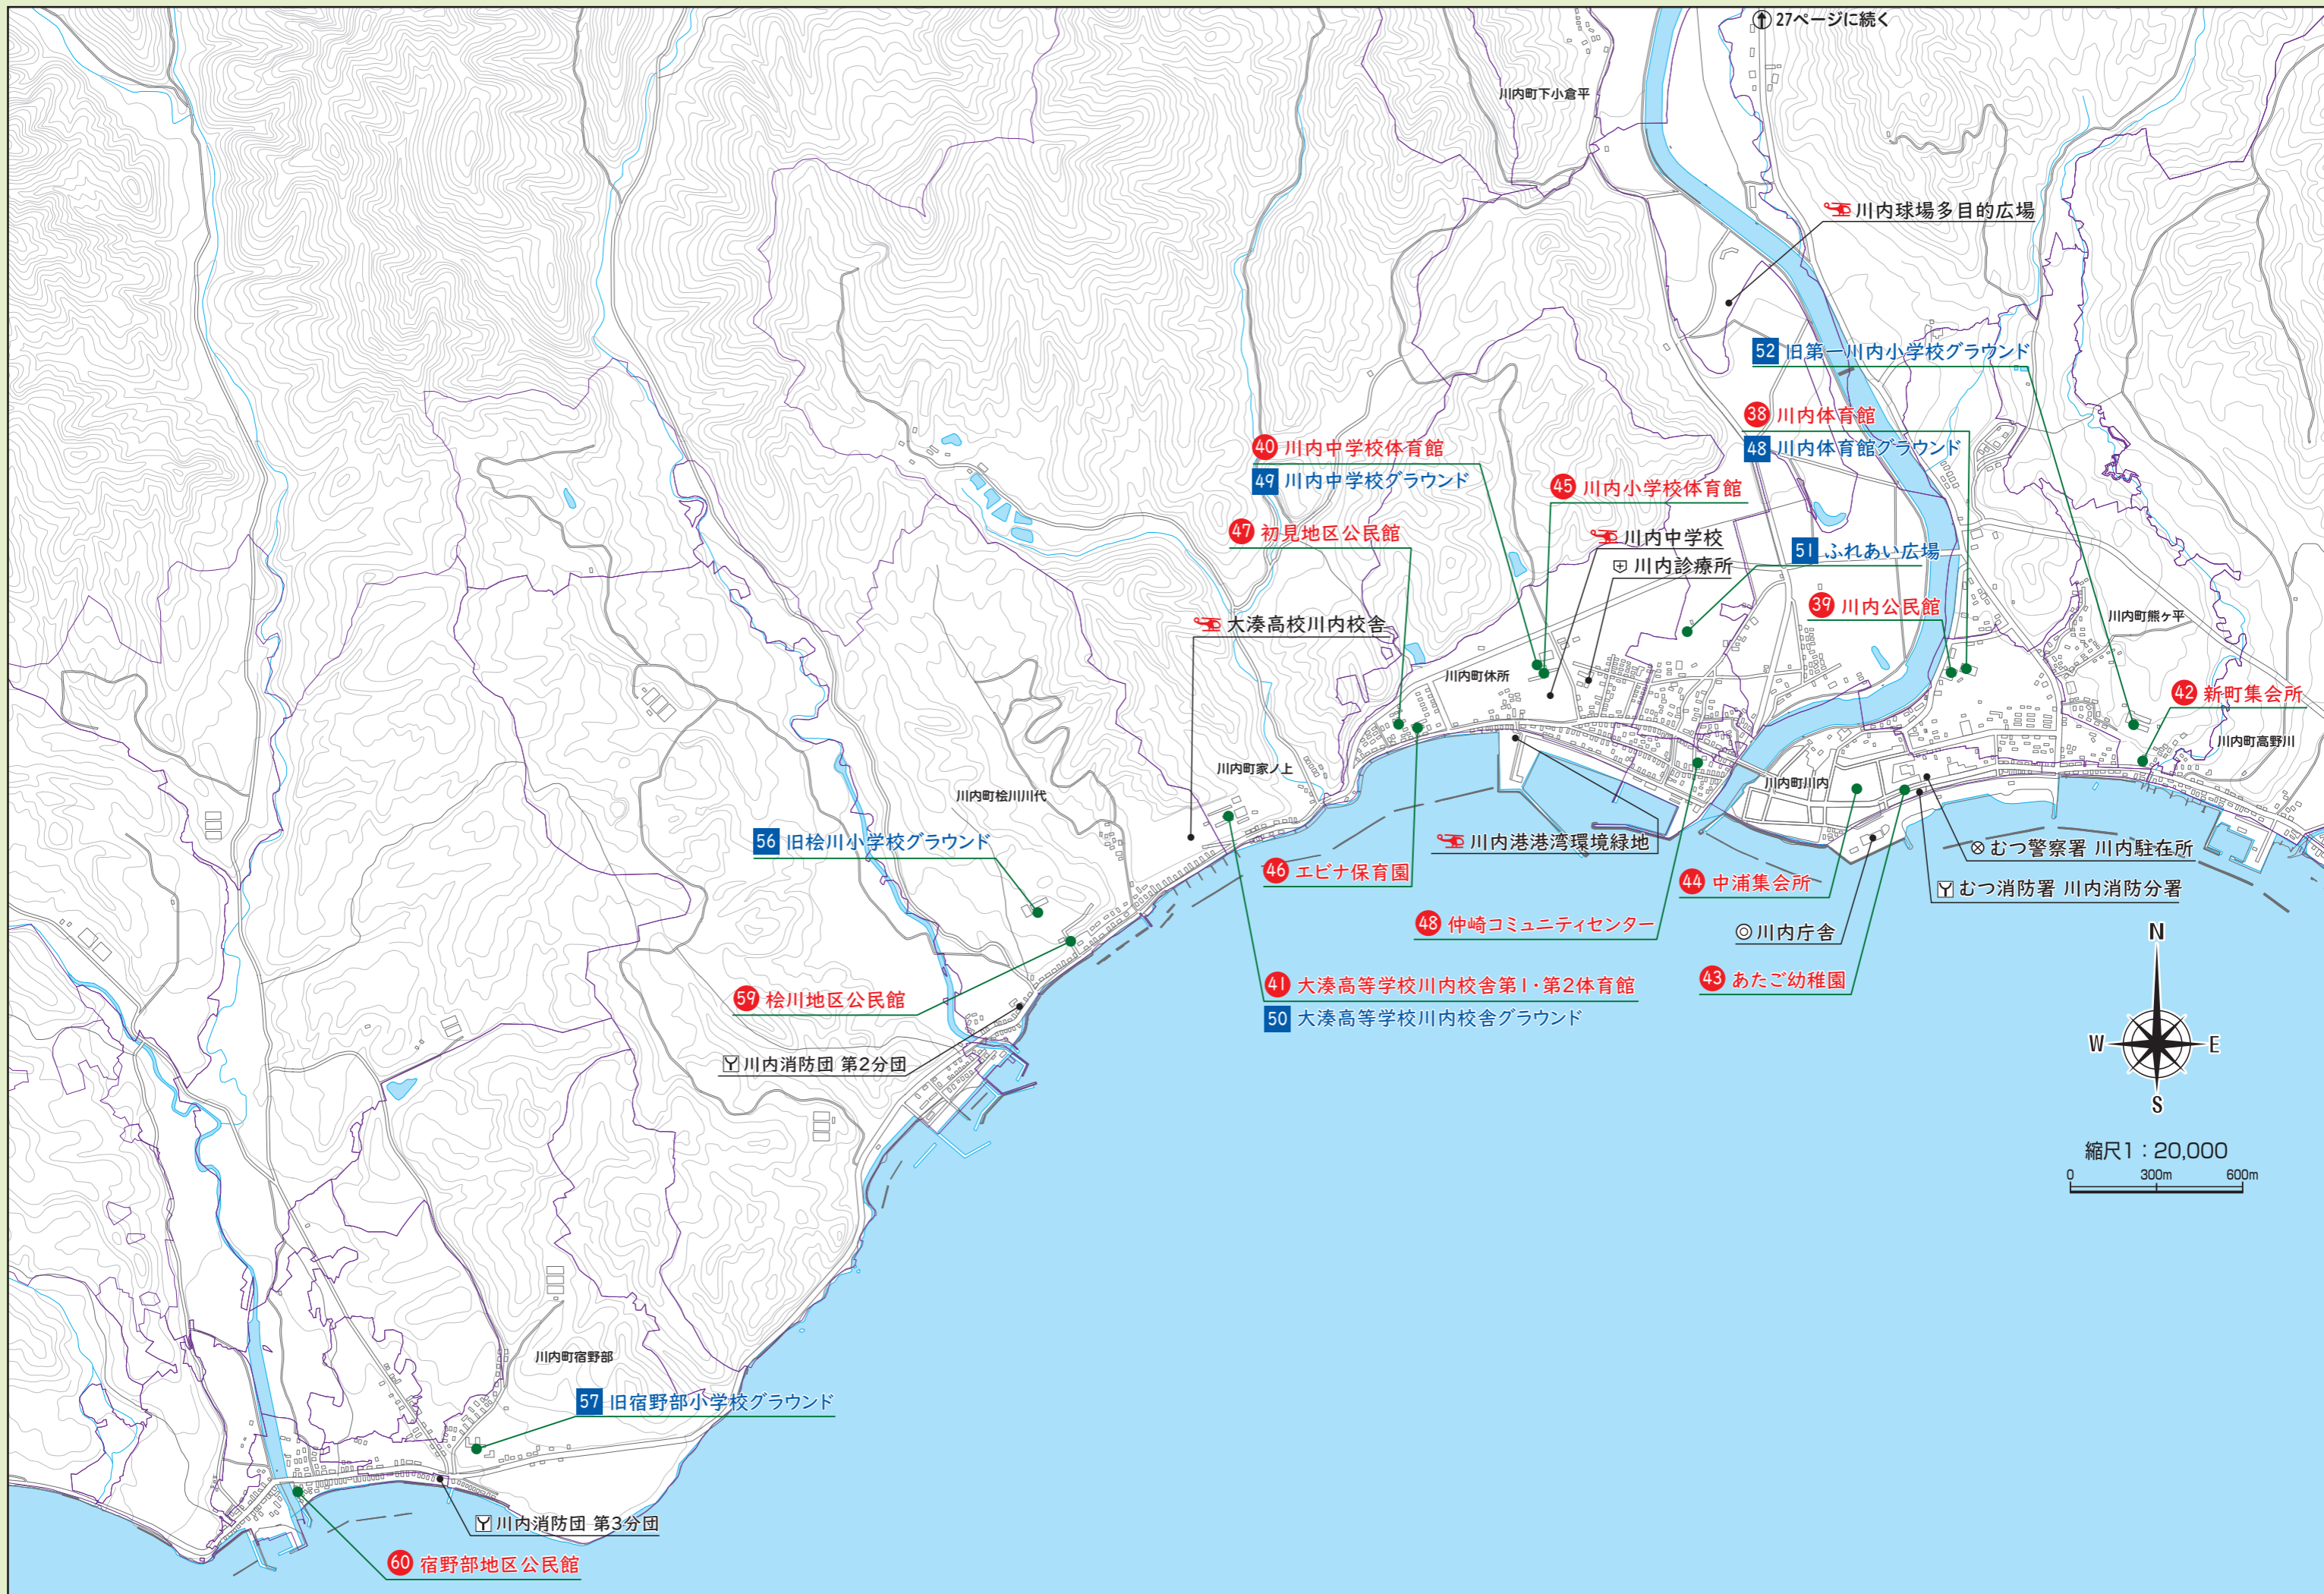 27ページに続く
川内町下小倉平
川内球場多目的広場
52 旧第一川内小学校グラウンド
38 川内体育館
48 川内体育館グラウンド
40 川内中学校体育館
49 川内中学校グラウンド
45 川内小学校体育館
47 初見地区公民館
川内中学校
川内診療所
51 ふれあい広場
39 川内公民館
川内町熊ヶ平
大湊高校川内校舎
川内町休所
42 新町集会所
川内町高野川
川内町家ノ上
川内町川内
川内町桧川川代
56 旧桧川小学校グラウンド
川内港港湾環境緑地
むつ警察署 川内駐在所
46 エビナ保育園
44 中浦集会所
むつ消防署 川内消防分署
48 仲崎コミュニティセンター
川内庁舎
N
43 あたご幼稚園
41 大湊高等学校川内校舎第1・第2体育館
50 大湊高等学校川内校舎グラウンド
59 桧川地区公民館
W
E
川内消防団 第2分団
S
縮尺1：20,000
0 300m 600m
川内町宿野部
57 旧宿野部小学校グラウンド
川内消防団 第3分団
60 宿野部地区公民館